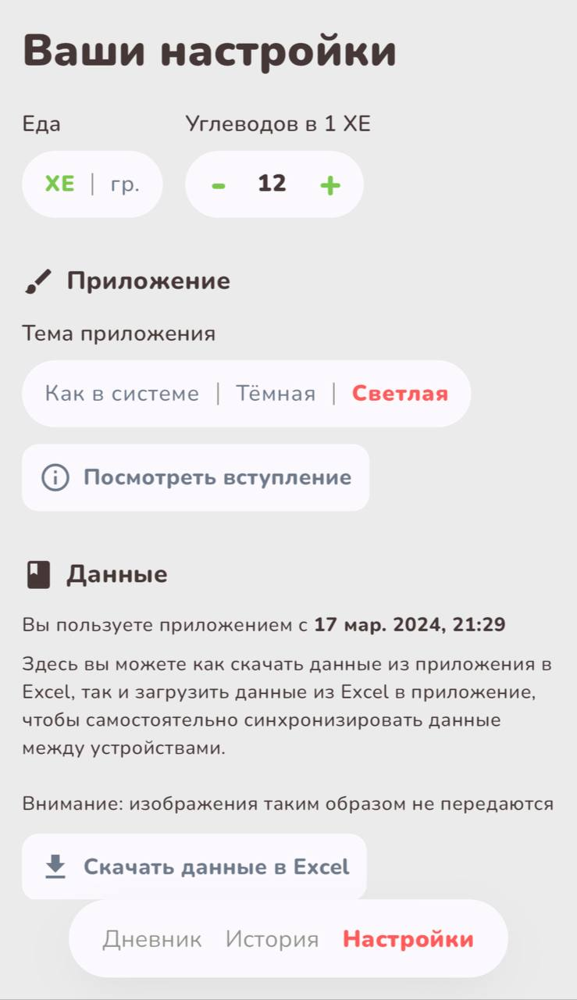 Ваши настройки
Еда
Углеводов в 1 ХЕ
ХЕ | гр.
- 12 +
Приложение
Тема приложения
Как в системе | Тёмная | Светлая
Посмотреть вступление
Данные
Вы пользуете приложением с 17 мар. 2024, 21:29
Здесь вы можете как скачать данные из приложения в
Excel, так и загрузить данные из Excel в приложение,
чтобы самостоятельно синхронизировать данные
между устройствами.
Внимание: изображения таким образом не передаются
Скачать данные в Excel
Дневник История Настройки